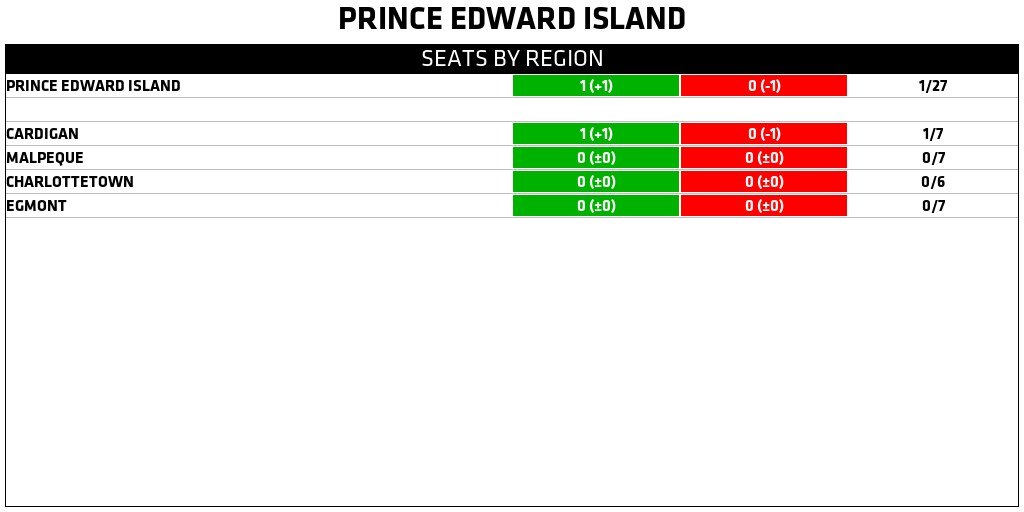 PRINCE EDWARD ISLAND
SEATS BY REGION
PRINCE EDWARD ISLAND 1 (+1) 0 (-1) 1/27
CARDIGAN 1 (+1) 0 (-1) 1/7
MALPEQUE 0 (±0) 0 (±0) 0/7
CHARLOTTETOWN 0 (±0) 0 (±0) 0/6
EGMONT 0 (±0) 0 (±0) 0/7